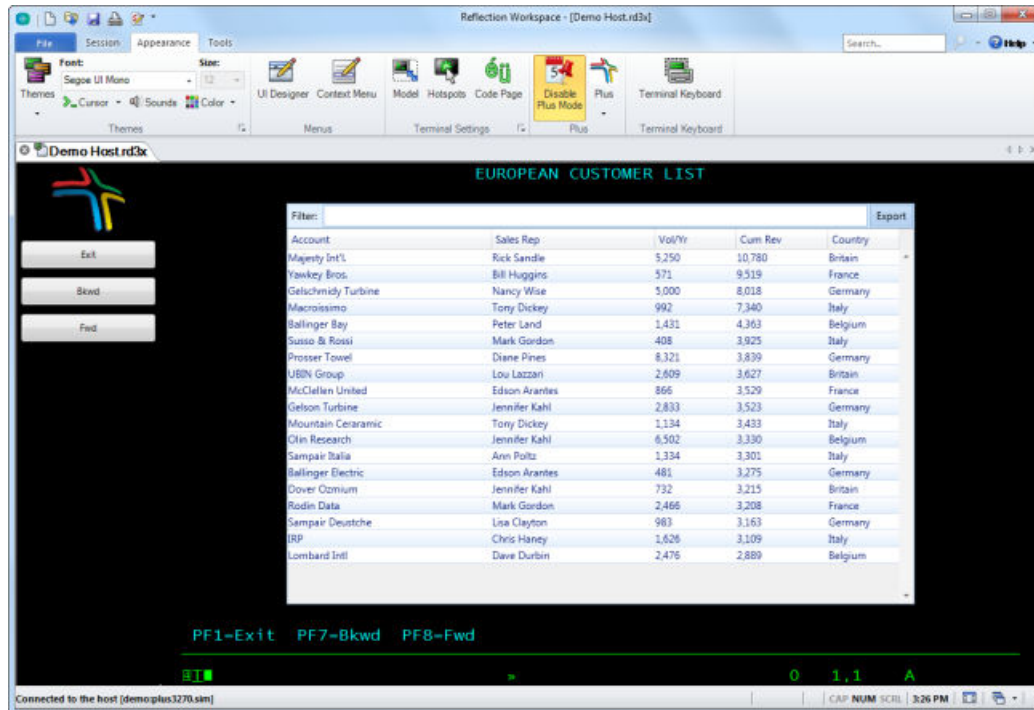 Reflection Workspace - [Demo Host.rd3x]
File Session Appearance Tools Search... Help
Font: Size:
Themes Segoe UI Mono 12
Cursor Sounds Color
UI Designer Context Menu Model Hotspots Code Page Disable Plus Mode Plus Terminal Keyboard
Themes Menus Terminal Settings Plus Terminal Keyboard
Demo Host.rd3x
EUROPEAN CUSTOMER LIST
Filter: Export
Exit
Bkwd
Fwd
Account Sales Rep Vol/Yr Cum Rev Country
Majesty Int'L Rick Sandle 5,250 10,780 Britain
Yawkey Bros. Bill Huggins 571 9,519 France
Gelschmidy Turbine Nancy Wise 5,000 8,018 Germany
Macroissimo Tony Dickey 992 7,340 Italy
Ballinger Bay Peter Land 1,431 4,363 Belgium
Susso & Rossi Mark Gordon 408 3,925 Italy
Prosser Towel Diane Pines 8,321 3,839 Germany
UBIN Group Lou Lazzari 2,609 3,627 Britain
McClellen United Edson Arantes 866 3,529 France
Gelson Turbine Jennifer Kahl 2,833 3,523 Germany
Mountain Ceraramic Tony Dickey 1,134 3,433 Italy
Olin Research Jennifer Kahl 6,502 3,330 Belgium
Sampair Italia Ann Poltz 1,334 3,301 Italy
Ballinger Electric Edson Arantes 481 3,275 Germany
Dover Ozmium Jennifer Kahl 732 3,215 Britain
Rodin Data Mark Gordon 2,466 3,208 France
Sampair Deustche Lisa Clayton 983 3,163 Germany
IRP Chris Haney 1,626 3,109 Italy
Lombard Intl Dave Durbin 2,476 2,889 Belgium
PF1=Exit PF7=Bkwd PF8=Fwd
» 0 1,1 A
Connected to the host [demo:plus3270.sim] CAP NUM SCRL 3:26 PM